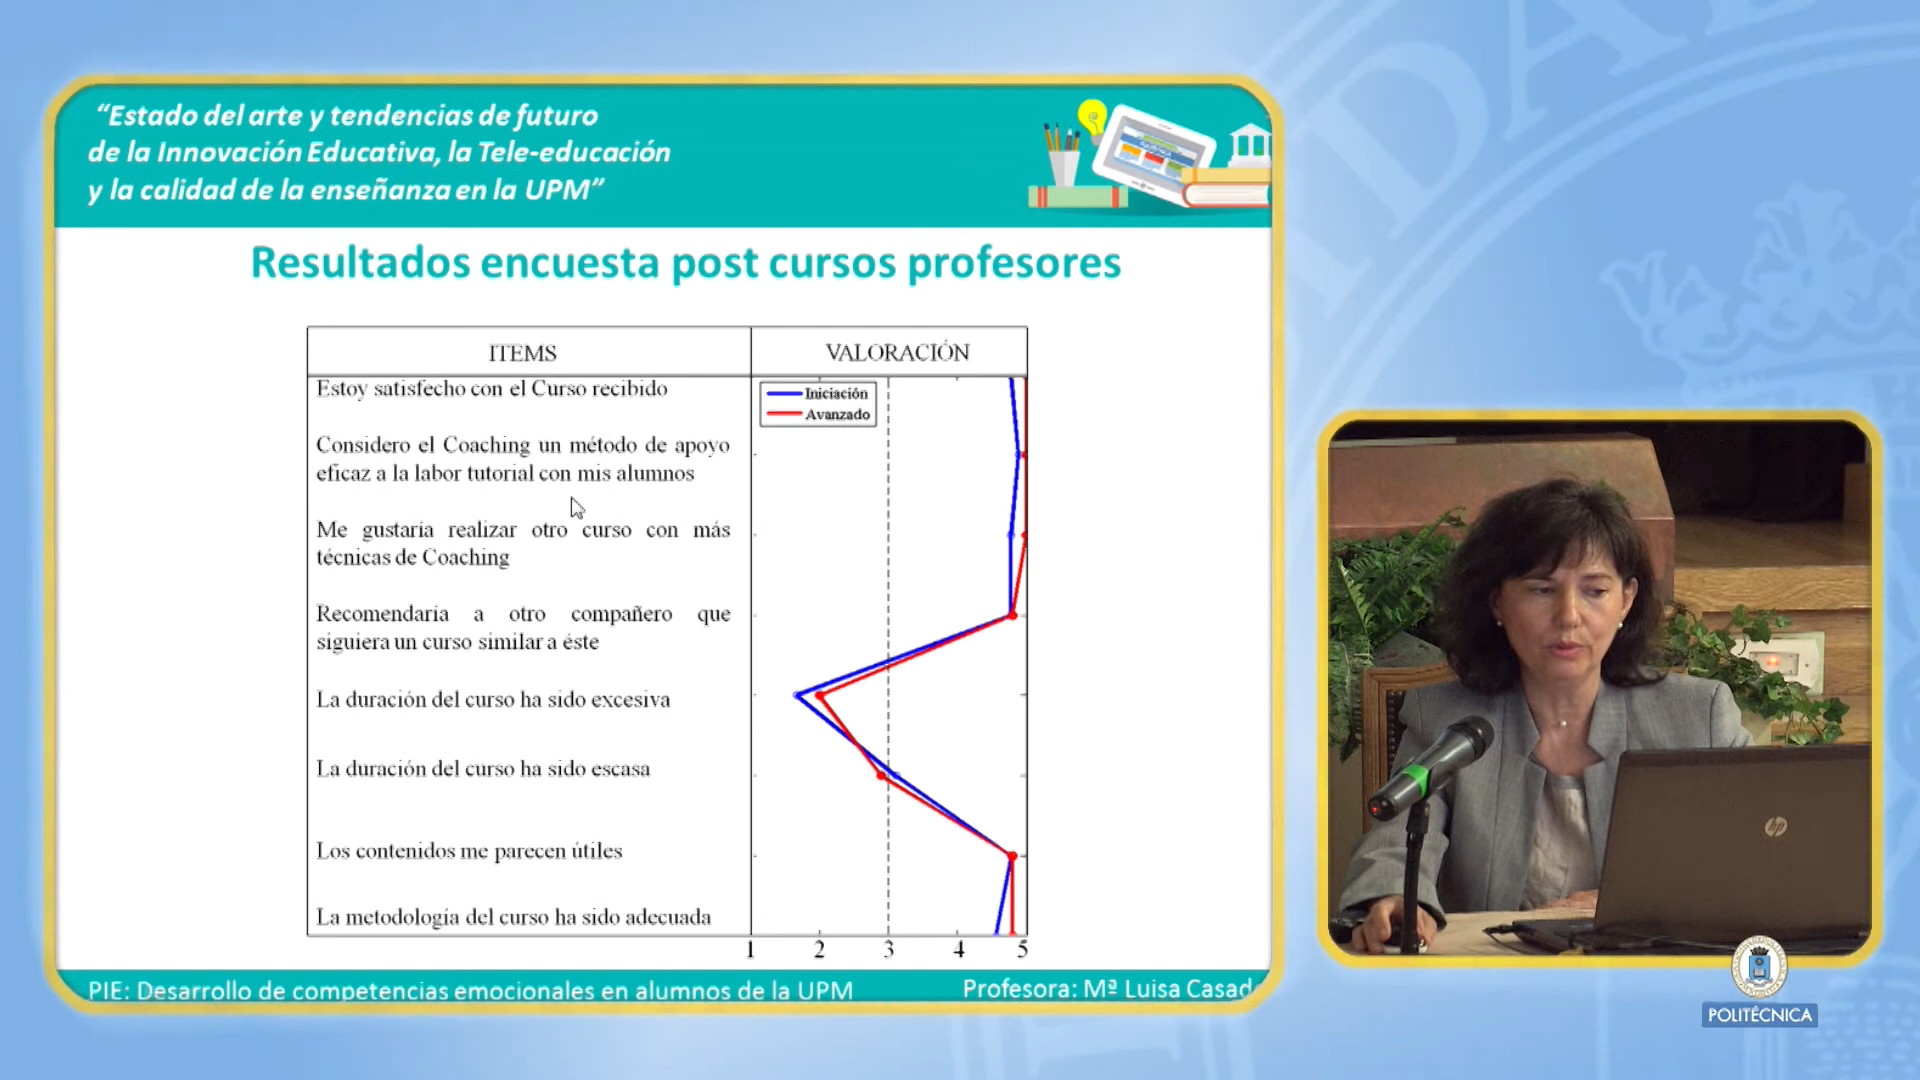 “Estado del arte y tendencias de futuro
de la Innovación Educativa, la Tele-educación
y la calidad de la enseñanza en la UPM”
Resultados encuesta post cursos profesores
ITEMS
VALORACIÓN
Estoy satisfecho con el Curso recibido
Considero el Coaching un método de apoyo
eficaz a la labor tutorial con mis alumnos
Me gustaría realizar otro curso con más
técnicas de Coaching
Recomendaría a otro compañero que
siguiera un curso similar a éste
La duración del curso ha sido excesiva
La duración del curso ha sido escasa
Los contenidos me parecen útiles
La metodología del curso ha sido adecuada
Iniciación
Avanzado
1 2 3 4 5
PIE: Desarrollo de competencias emocionales en alumnos de la UPM
Profesora: Mª Luisa Casado
hp
POLITÉCNICA